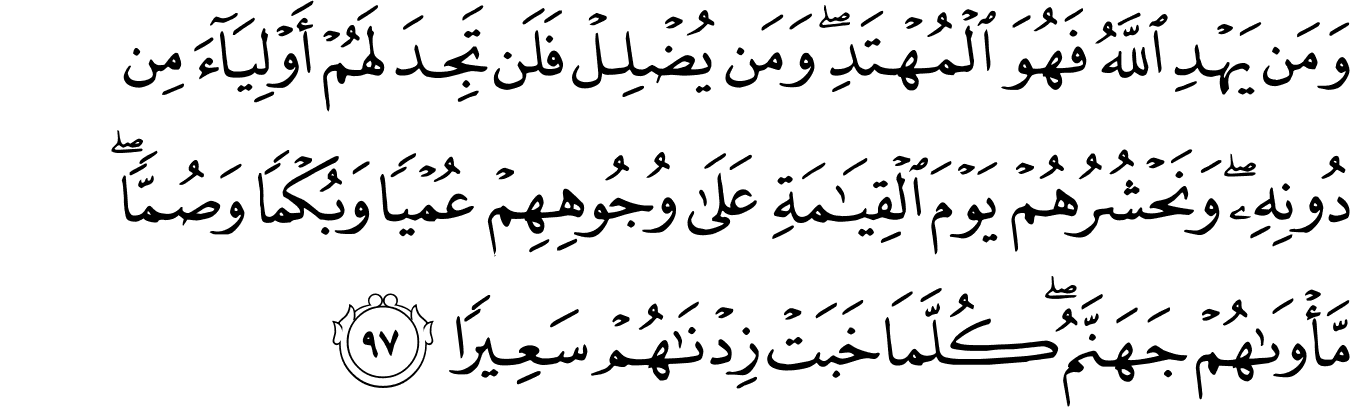 وَمَن يَهْدِ ٱللَّهُ فَهُوَ ٱلْمُهْتَدِ ۖ وَمَن يُضْلِلْ فَلَن تَجِدَ لَهُمْ أَوْلِيَآءَ مِن
دُونِهِۦ ۖ وَنَحْشُرُهُمْ يَوْمَ ٱلْقِيَـٰمَةِ عَلَىٰ وُجُوهِهِمْ عُمْيًا وَبُكْمًا وَصُمًّا ۖ
مَّأْوَىٰهُمْ جَهَنَّمُ ۖ كُلَّمَا خَبَتْ زِدْنَـٰهُمْ سَعِيرًا ٩٧